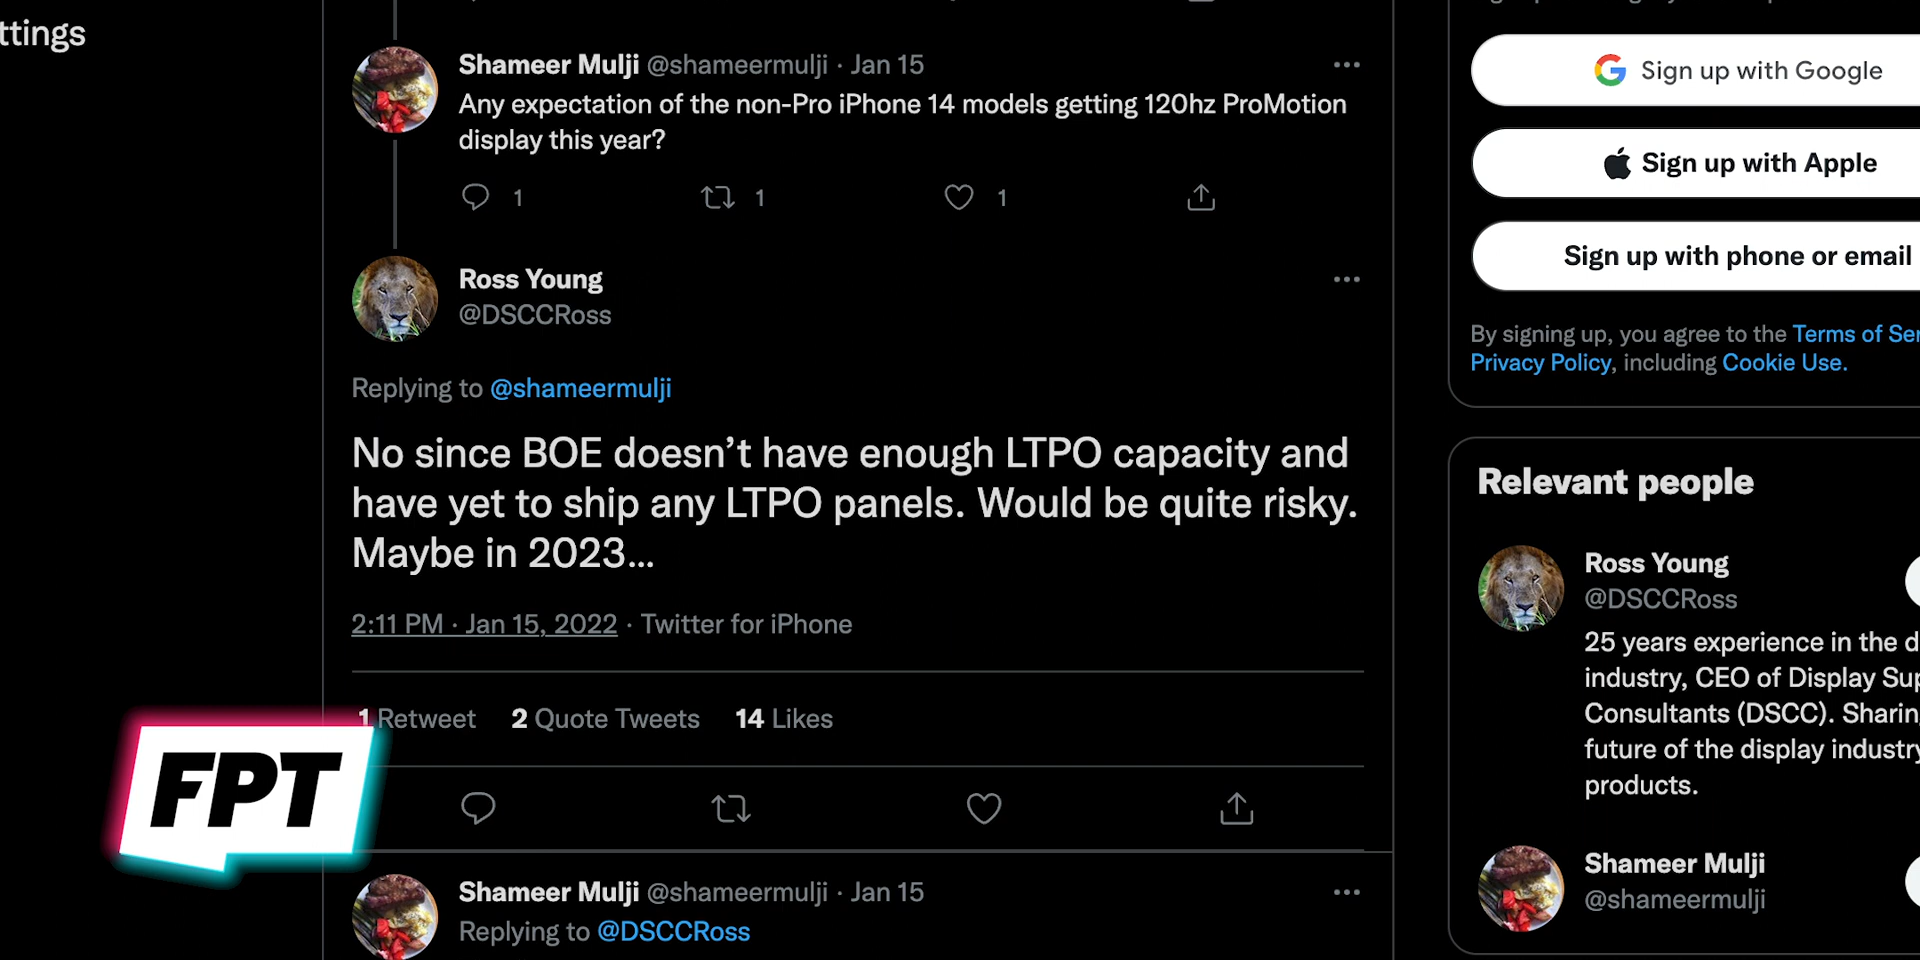 ttings
Shameer Mulji @shameermulji · Jan 15
Any expectation of the non-Pro iPhone 14 models getting 120hz ProMotion
display this year?
1 1 1
Ross Young
@DSCCRoss
Replying to @shameermulji
No since BOE doesn’t have enough LTPO capacity and
have yet to ship any LTPO panels. Would be quite risky.
Maybe in 2023...
2:11 PM · Jan 15, 2022 · Twitter for iPhone
1 Retweet 2 Quote Tweets 14 Likes
FPT
Shameer Mulji @shameermulji · Jan 15
Replying to @DSCCRoss
Sign up with Google
Sign up with Apple
Sign up with phone or email
By signing up, you agree to the Terms of Ser
Privacy Policy, including Cookie Use.
Relevant people
Ross Young
@DSCCRoss
25 years experience in the d
industry, CEO of Display Sup
Consultants (DSCC). Sharin
future of the display industry
products.
Shameer Mulji
@shameermulji